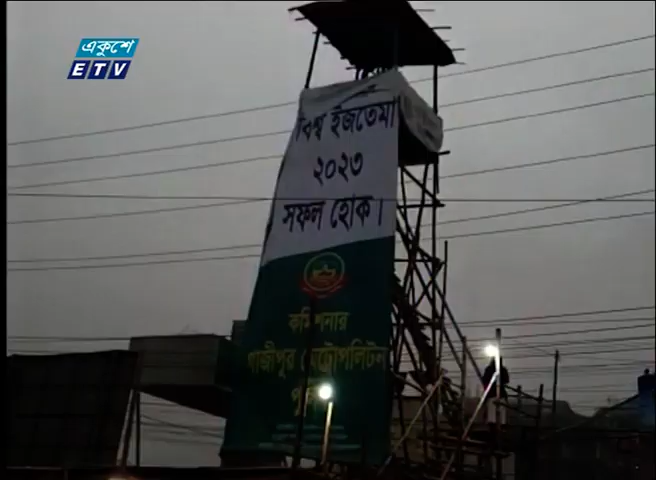 একুশে
ETV
বিশ্ব ইজতেমা
২০২৩
সফল হোক।
কমিশনার
গাজীপুর মেট্রোপলিটন
পুলিশ